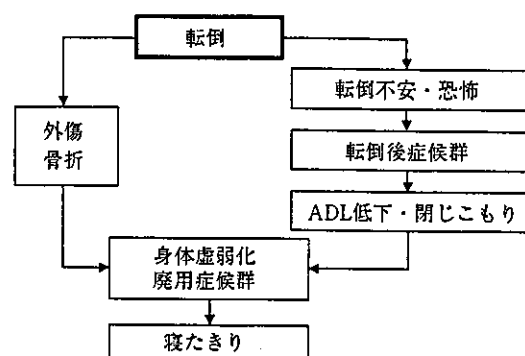 転倒
転倒不安・恐怖
外傷
骨折
転倒後症候群
ADL低下・閉じこもり
身体虚弱化
廃用症候群
寝たきり